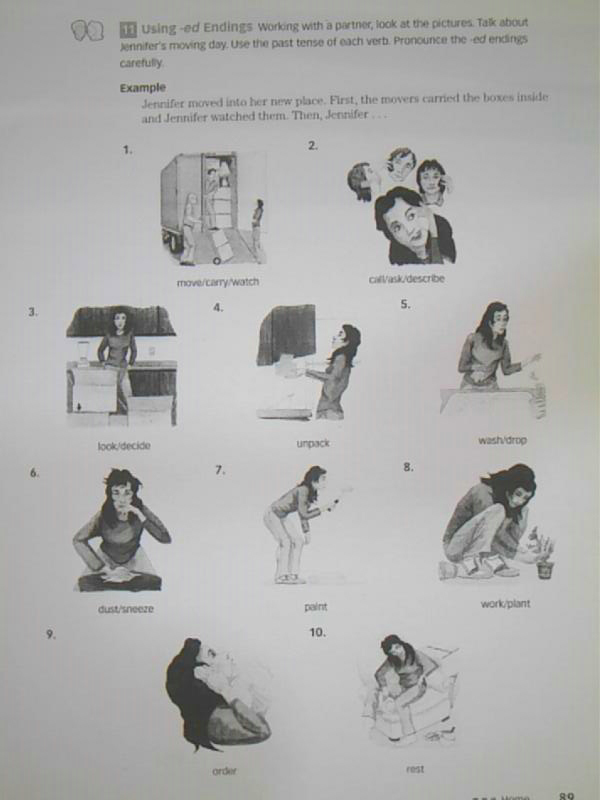 11 Using -ed Endings Working with a partner, look at the pictures. Talk about
Jennifer's moving day. Use the past tense of each verb. Pronounce the -ed endings
carefully.
Example
Jennifer moved into her new place. First, the movers carried the boxes inside
and Jennifer watched them. Then, Jennifer . . .
1.
2.
move/carry/watch
call/ask/describe
3.
4.
5.
look/decide
unpack
wash/drop
6.
7.
8.
dust/sneeze
paint
work/plant
9.
10.
order
rest
Home 89